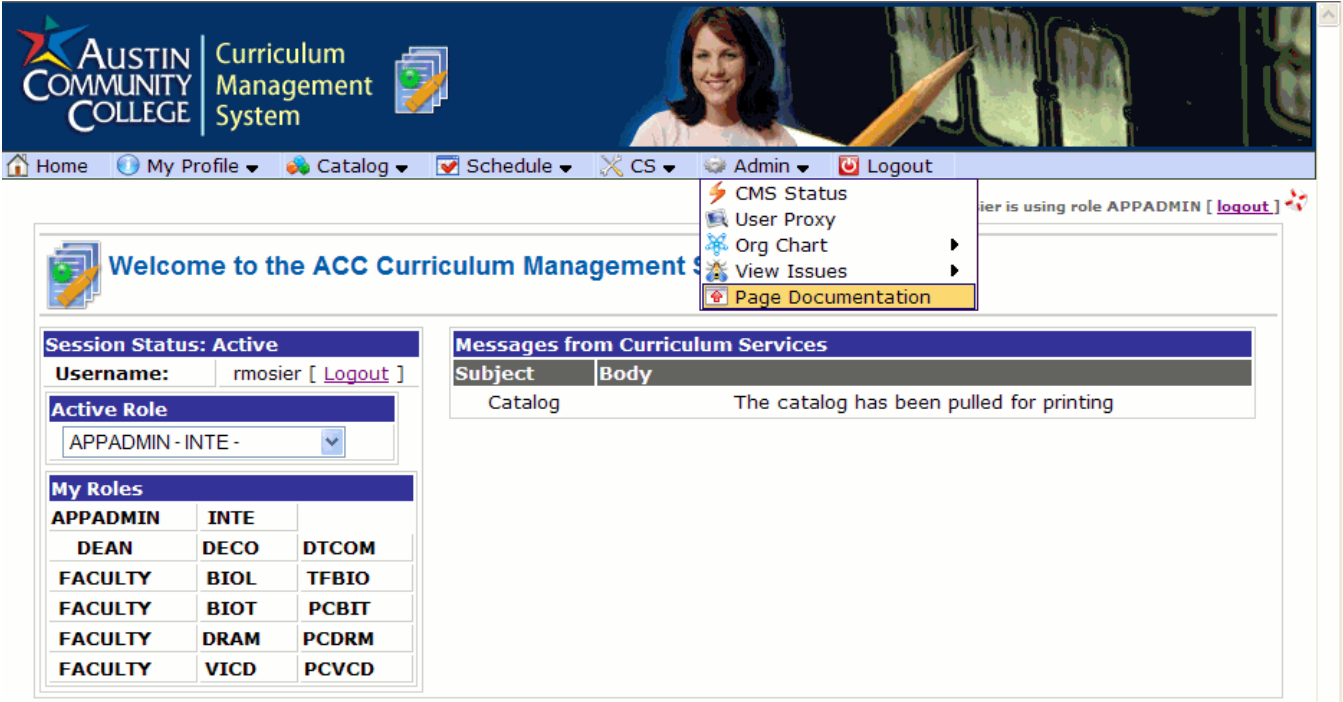 AUSTIN
COMMUNITY
COLLEGE
Curriculum
Management
System
Home My Profile Catalog Schedule CS Admin Logout
CMS Status
User Proxy
Org Chart
View Issues
Page Documentation
ier is using role APPADMIN [ logout ]
Welcome to the ACC Curriculum Management
Session Status: Active
Username: rmosier [ Logout ]
Active Role
APPADMIN - INTE -
My Roles
APPADMIN INTE
DEAN DECO DTCOM
FACULTY BIOL TFBIO
FACULTY BIOT PCBIT
FACULTY DRAM PCDRM
FACULTY VICD PCVCD
Messages from Curriculum Services
Subject Body
Catalog The catalog has been pulled for printing